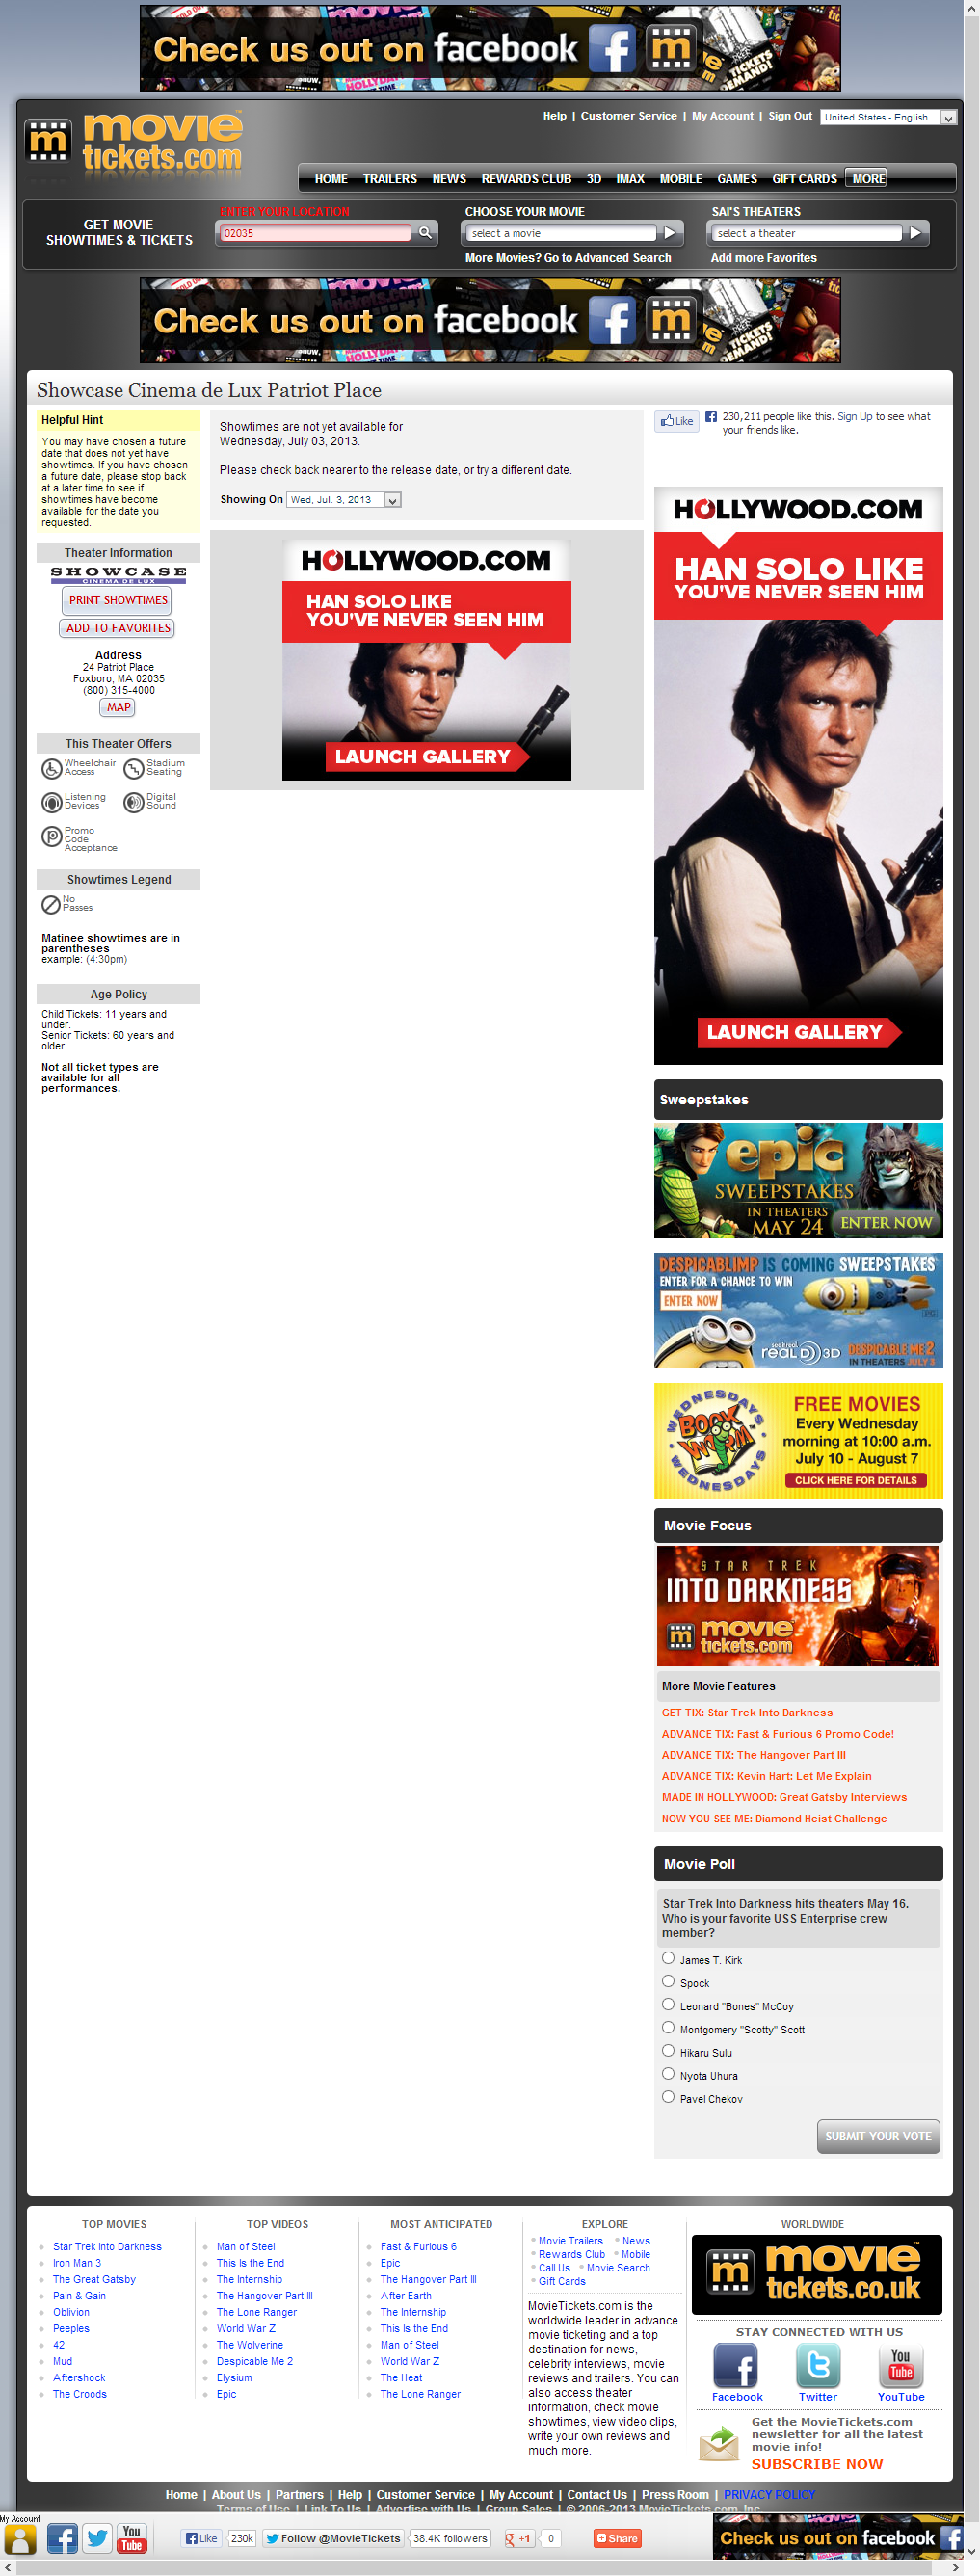 Check us out on facebook
movie
tickets.com
Help | Customer Service | My Account | Sign Out
United States - English
HOME TRAILERS NEWS REWARDS CLUB 3D IMAX MOBILE GAMES GIFT CARDS MORE
GET MOVIE
SHOWTIMES & TICKETS
ENTER YOUR LOCATION
02035
CHOOSE YOUR MOVIE
select a movie
More Movies? Go to Advanced Search
SAI'S THEATERS
select a theater
Add more Favorites
Check us out on facebook
Showcase Cinema de Lux Patriot Place
Helpful Hint
You may have chosen a future
date that does not yet have
showtimes. If you have chosen
a future date, please stop back
at a later time to see if
showtimes have become
available for the date you
requested.
Theater Information
SHOWCASE
CINEMA DE LUX
PRINT SHOWTIMES
ADD TO FAVORITES
Address
24 Patriot Place
Foxboro, MA 02035
(800) 315-4000
MAP
This Theater Offers
Wheelchair
Access
Stadium
Seating
Listening
Devices
Digital
Sound
Promo
Code
Acceptance
Showtimes Legend
No
Passes
Matinee showtimes are in
parentheses
example: (4:30pm)
Age Policy
Child Tickets: 11 years and
under.
Senior Tickets: 60 years and
older.
Not all ticket types are
available for all
performances.
Showtimes are not yet available for
Wednesday, July 03, 2013.
Please check back nearer to the release date, or try a different date.
Showing On Wed, Jul. 3, 2013
HOLLYWOOD.COM
HAN SOLO LIKE
YOU'VE NEVER SEEN HIM
LAUNCH GALLERY
Like
230,211 people like this. Sign Up to see what
your friends like.
HOLLYWOOD.COM
HAN SOLO LIKE
YOU'VE NEVER SEEN HIM
LAUNCH GALLERY
Sweepstakes
epic
SWEEPSTAKES
IN THEATERS
MAY 24
ENTER NOW
DESPICABLIMP IS COMING SWEEPSTAKES
ENTER FOR A CHANCE TO WIN
ENTER NOW
REAL D 3D
DESPICABLE ME 2
IN THEATERS JULY 3
WEDNESDAYS
BOOK WORM
WEDNESDAYS
FREE MOVIES
Every Wednesday
morning at 10:00 a.m.
July 10 - August 7
CLICK HERE FOR DETAILS
Movie Focus
STAR TREK
INTO DARKNESS
movie
tickets.com
More Movie Features
GET TIX: Star Trek Into Darkness
ADVANCE TIX: Fast & Furious 6 Promo Code!
ADVANCE TIX: The Hangover Part III
ADVANCE TIX: Kevin Hart: Let Me Explain
MADE IN HOLLYWOOD: Great Gatsby Interviews
NOW YOU SEE ME: Diamond Heist Challenge
Movie Poll
Star Trek Into Darkness hits theaters May 16.
Who is your favorite USS Enterprise crew
member?
James T. Kirk
Spock
Leonard "Bones" McCoy
Montgomery "Scotty" Scott
Hikaru Sulu
Nyota Uhura
Pavel Chekov
SUBMIT YOUR VOTE
TOP MOVIES
Star Trek Into Darkness
Iron Man 3
The Great Gatsby
Pain & Gain
Oblivion
Peeples
42
Mud
Aftershock
The Croods
TOP VIDEOS
Man of Steel
This Is the End
The Internship
The Hangover Part III
The Lone Ranger
World War Z
The Wolverine
Despicable Me 2
Elysium
Epic
MOST ANTICIPATED
Fast & Furious 6
Epic
The Hangover Part III
After Earth
The Internship
This Is the End
Man of Steel
World War Z
The Heat
The Lone Ranger
EXPLORE
Movie Trailers News
Rewards Club Mobile
Call Us Movie Search
Gift Cards
MovieTickets.com is the
worldwide leader in advance
movie ticketing and a top
destination for news,
celebrity interviews, movie
reviews and trailers. You can
also access theater
information, check movie
showtimes, view video clips,
write your own reviews and
much more.
WORLDWIDE
movie
tickets.co.uk
STAY CONNECTED WITH US
Facebook Twitter YouTube
Get the MovieTickets.com
newsletter for all the latest
movie info!
SUBSCRIBE NOW
Home | About Us | Partners | Help | Customer Service | My Account | Contact Us | Press Room | PRIVACY POLICY
Terms of Use | Link To Us | Advertise with Us | Group Sales | © 2006-2013 MovieTickets.com, Inc
My Account
You Tube
Like 230k Follow @MovieTickets 38.4K followers g +1 0 Share
Check us out on facebook